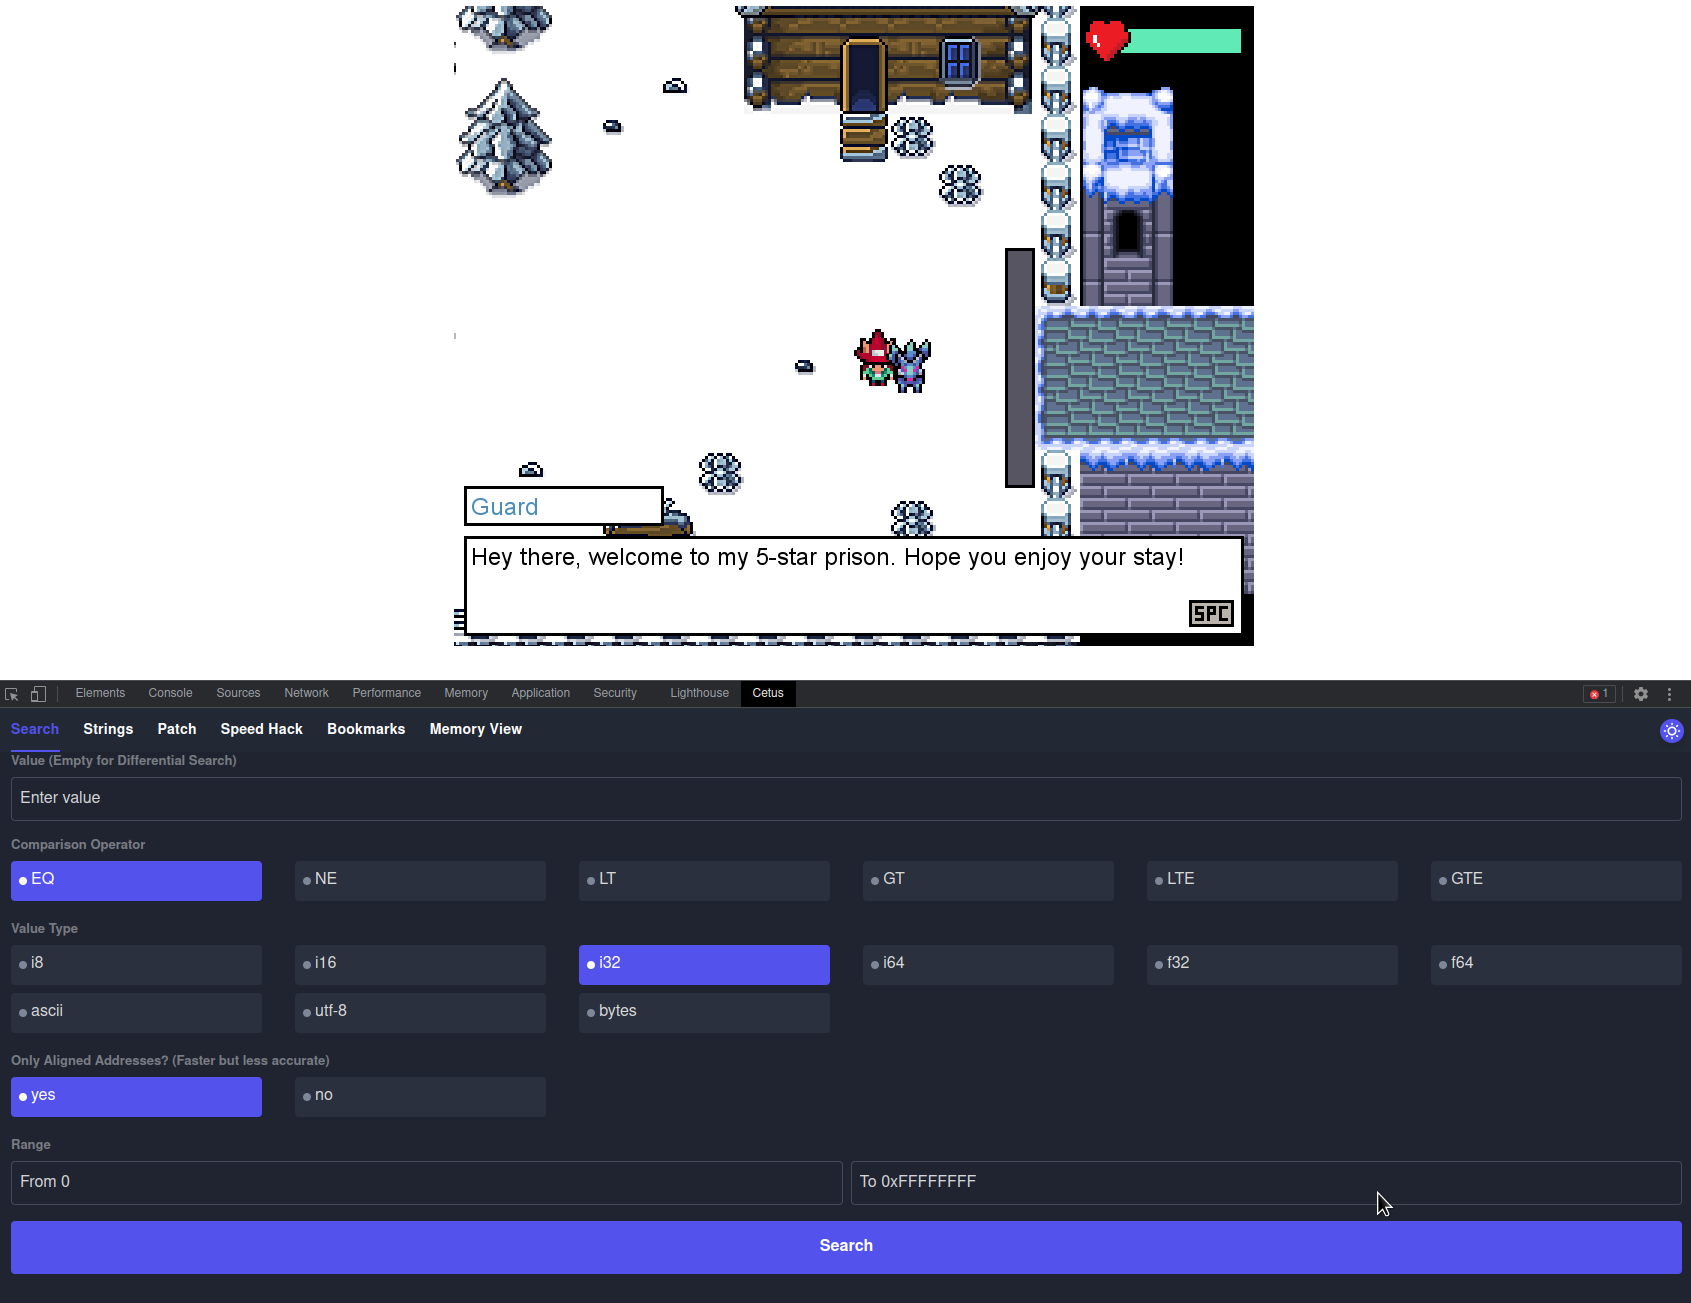 Guard
Hey there, welcome to my 5-star prison. Hope you enjoy your stay!
SPC
Elements Console Sources Network Performance Memory Application Security Lighthouse Cetus 1
Search Strings Patch Speed Hack Bookmarks Memory View
Value (Empty for Differential Search)
Enter value
Comparison Operator
EQ NE LT GT LTE GTE
Value Type
i8 i16 i32 i64 f32 f64
ascii utf-8 bytes
Only Aligned Addresses? (Faster but less accurate)
yes no
Range
From 0 To 0xFFFFFFFF
Search